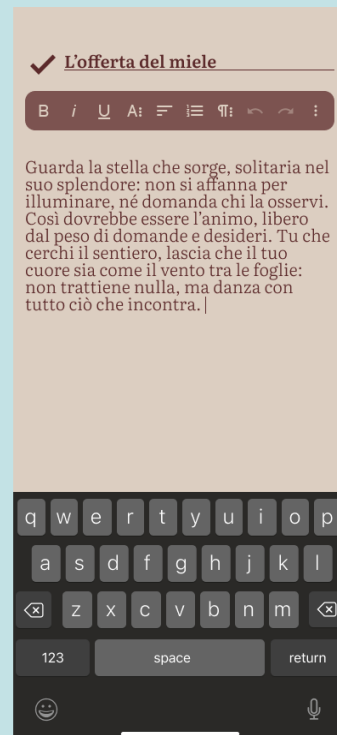 L'offerta del miele
B i U A
Guarda la stella che sorge, solitaria nel
suo splendore: non si affanna per
illuminare, né domanda chi la osservi.
Così dovrebbe essere l'animo, libero
dal peso di domande e desideri. Tu che
cerchi il sentiero, lascia che il tuo
cuore sia come il vento tra le foglie:
non trattiene nulla, ma danza con
tutto ciò che incontra.
q w e r t y u i o p
a s d f g h j k l
z x c v b n m
123 space return